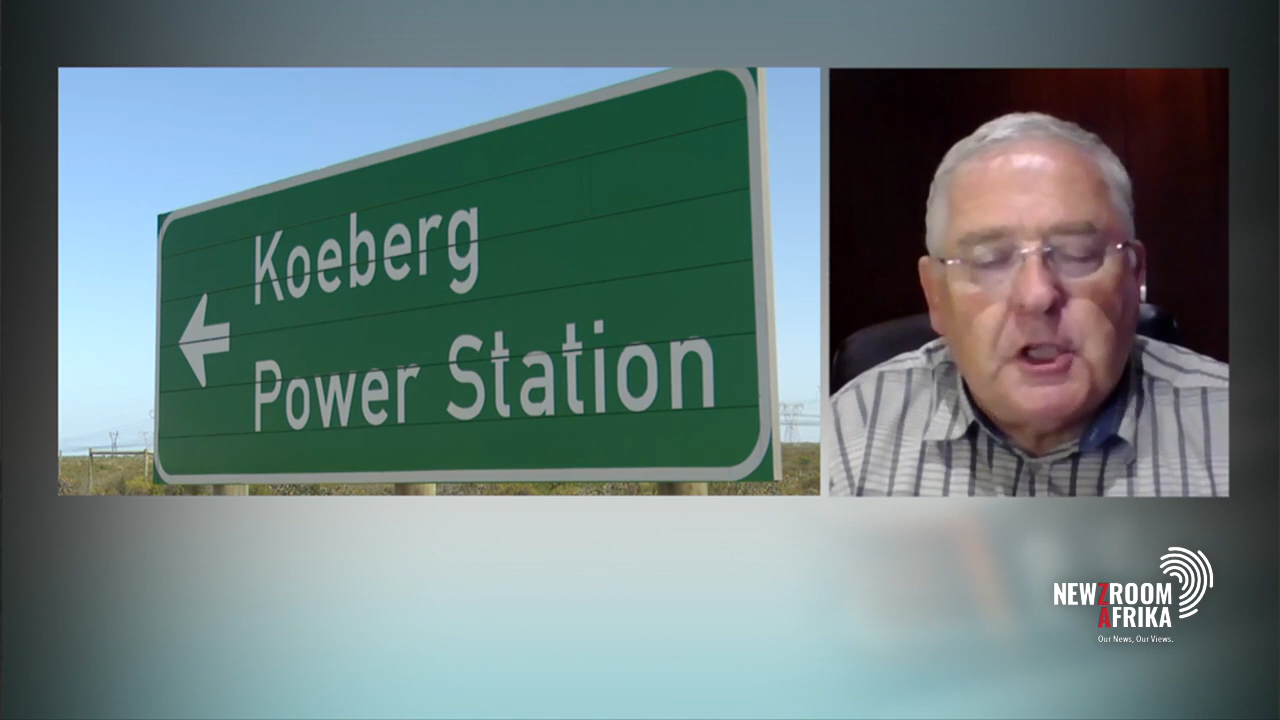 Koeberg
Power Station
NEWZROOM
AFRIKA
Our News, Our Views.